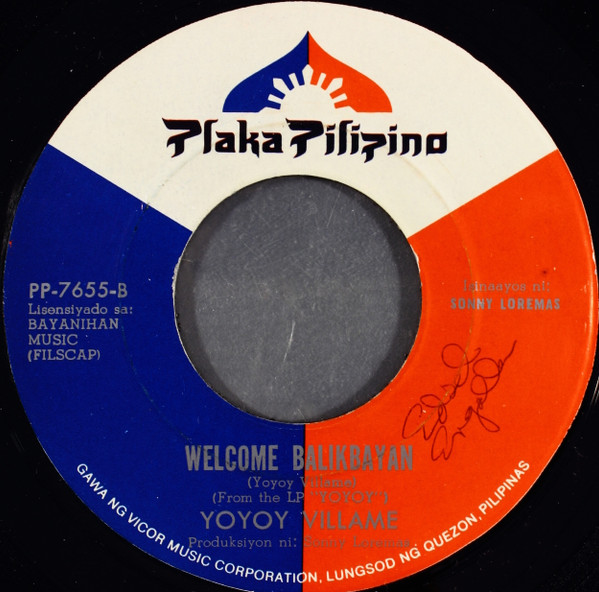 Plaka Pilipino
PP-7655-B
Lisensiyado sa:
BAYANIHAN
MUSIC
(FILSCAP)
Isinaayos ni:
SONNY LOREMAS
WELCOME BALIKBAYAN
(Yoyoy Villame)
(From the LP "YOYOY")
YOYOY VILLAME
Produksiyon ni: Sonny Loremas
GAWA NG VICOR MUSIC CORPORATION, LUNGSOD NG QUEZON, PILIPINAS